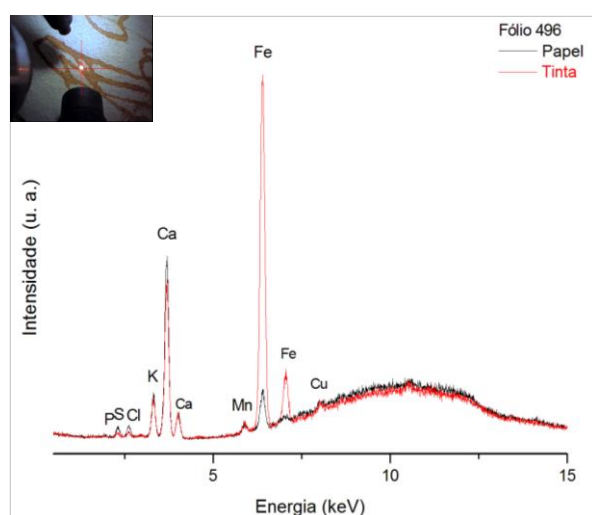 Fólio 496
Papel
Tinta
Fe
Ca
K
P S Cl
Ca
Mn
Fe
Cu
Intensidade (u. a.)
5
10
15
Energia (keV)